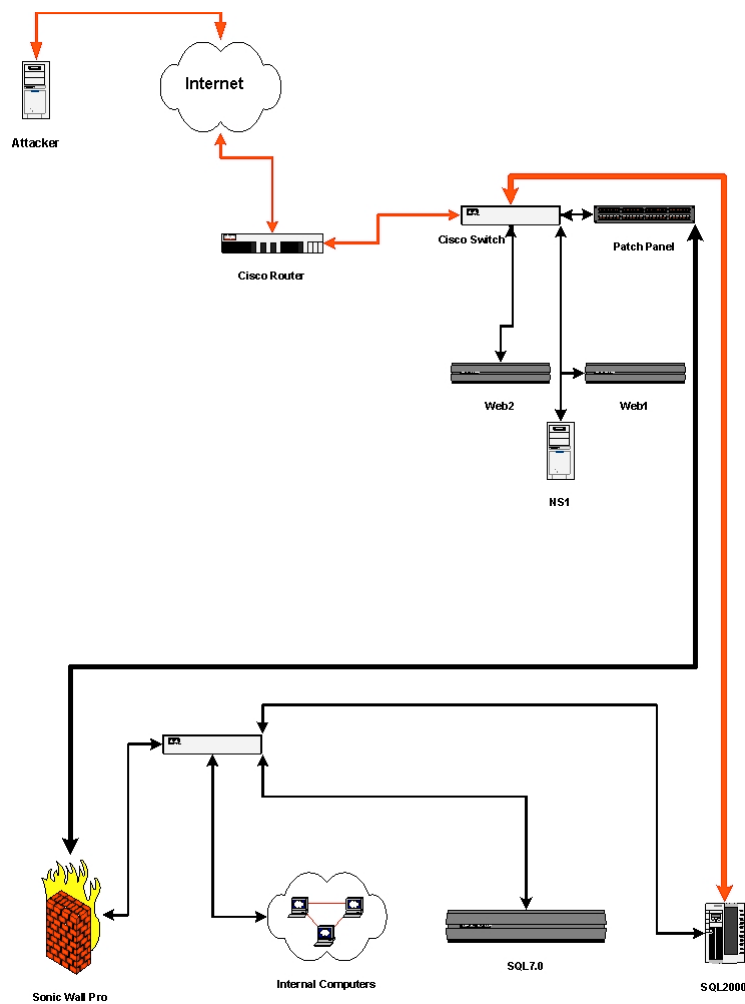 Internet
Attacker
Cisco Switch
Patch Panel
Cisco Router
Web2
Web1
NS1
Internal Computers
SQL7.0
Sonic Wall Pro
SQL2000